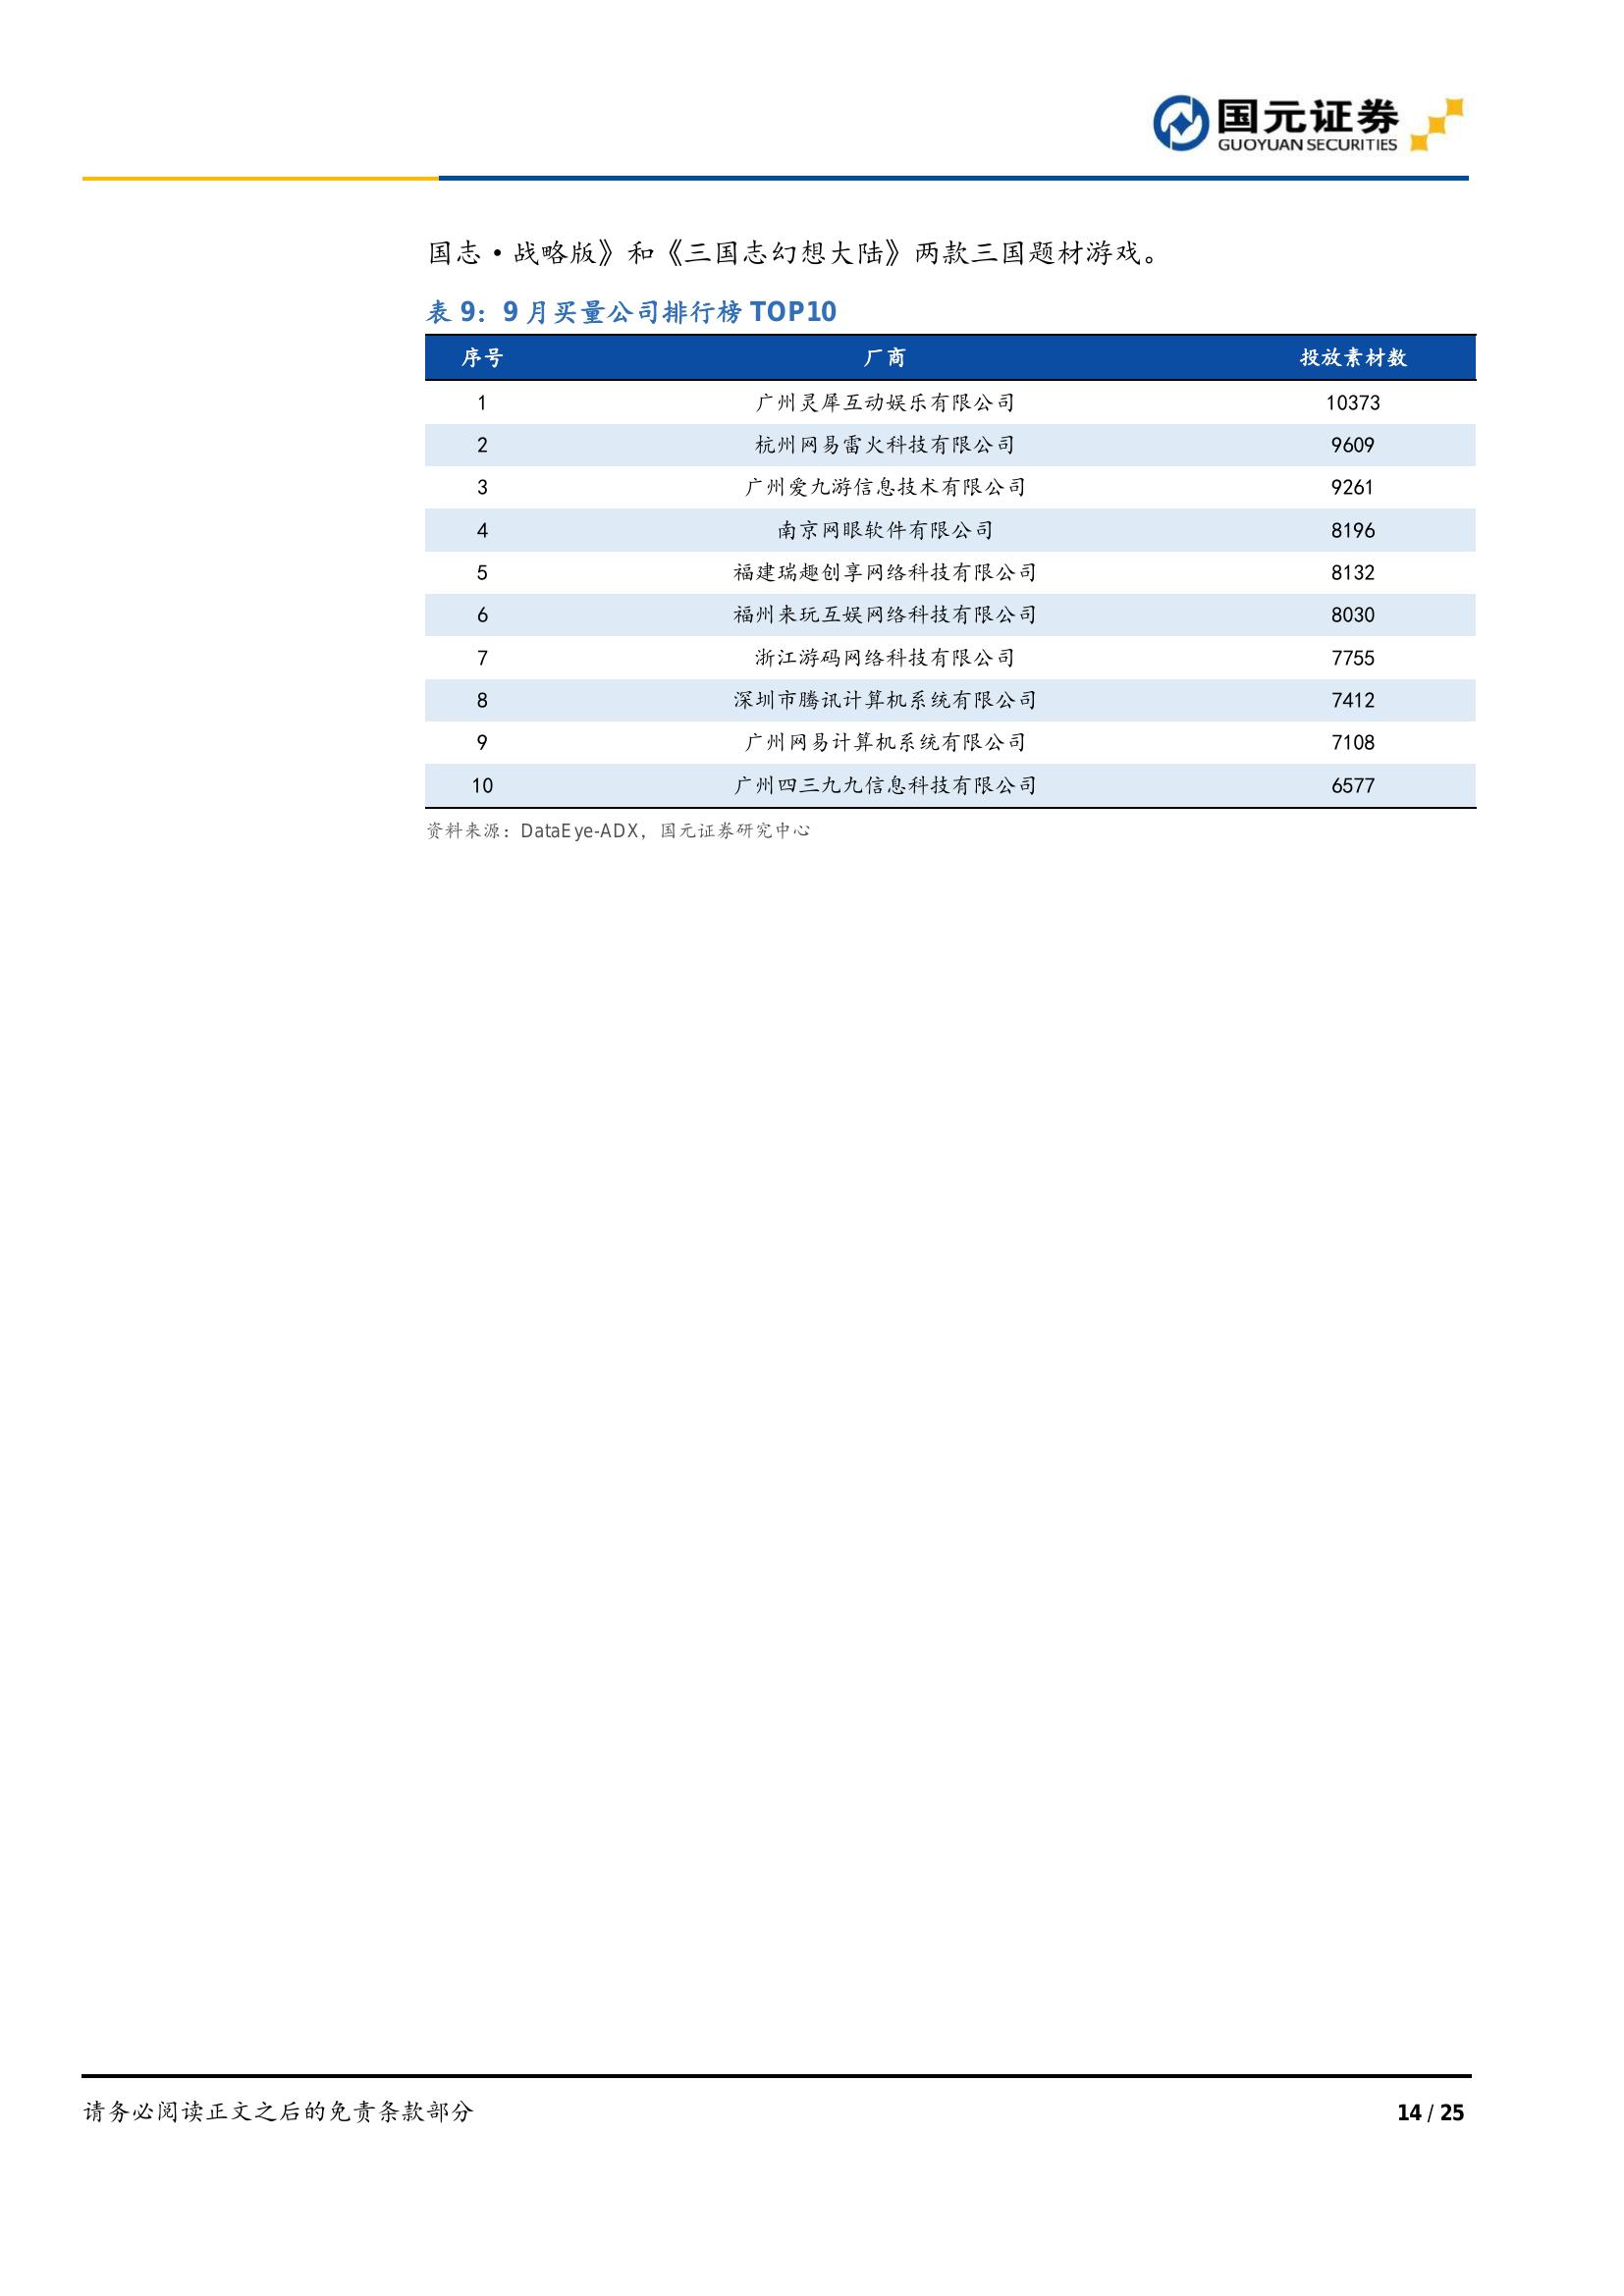 国元证券
GUOYUAN SECURITIES
国志·战略版》和《三国志幻想大陆》两款三国题材游戏。
表 9：9 月买量公司排行榜 TOP10
序号 厂商 投放素材数
1 广州灵犀互动娱乐有限公司 10373
2 杭州网易雷火科技有限公司 9609
3 广州爱九游信息技术有限公司 9261
4 南京网眼软件有限公司 8196
5 福建瑞趣创享网络科技有限公司 8132
6 福州来玩互娱网络科技有限公司 8030
7 浙江游码网络科技有限公司 7755
8 深圳市腾讯计算机系统有限公司 7412
9 广州网易计算机系统有限公司 7108
10 广州四三九九信息科技有限公司 6577
资料来源：DataEye-ADX，国元证券研究中心
请务必阅读正文之后的免责条款部分 14 / 25